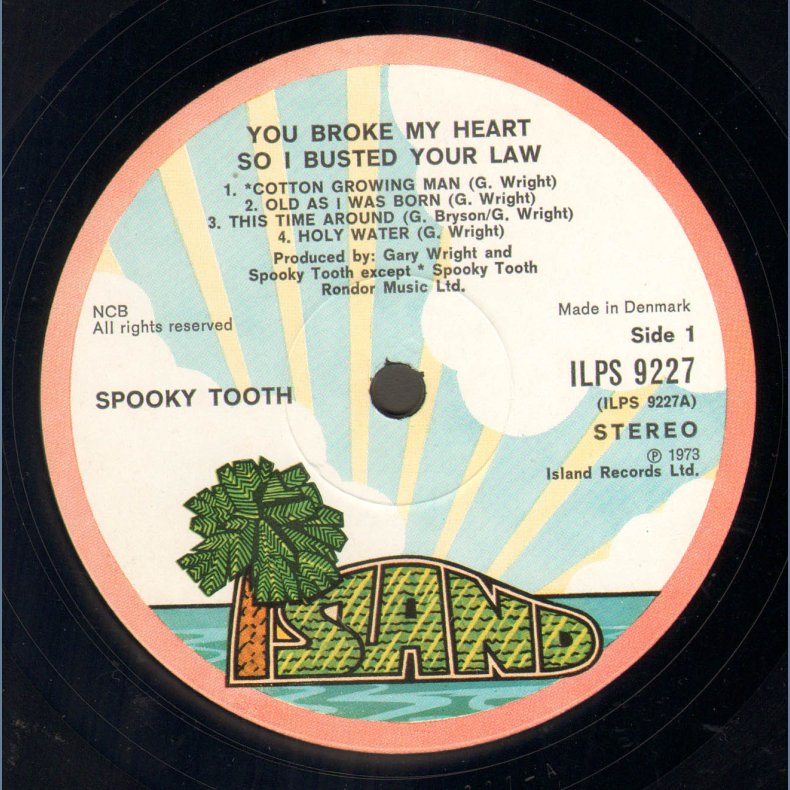 YOU BROKE MY HEART
SO I BUSTED YOUR LAW
1. *COTTON GROWING MAN (G. Wright)
2. OLD AS I WAS BORN (G. Wright)
3. THIS TIME AROUND (G. Bryson/G. Wright)
4. HOLY WATER (G. Wright)
Produced by: Gary Wright and
Spooky Tooth except * Spooky Tooth
Rondor Music Ltd.
NCB
All rights reserved
SPOOKY TOOTH
Made in Denmark
Side 1
ILPS 9227
(ILPS 9227A)
STEREO
℗ 1973
Island Records Ltd.
ISLAND